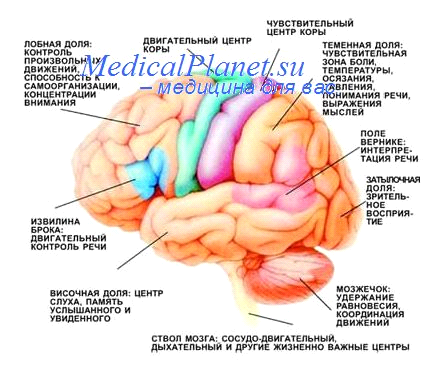 ЧУВСТВИТЕЛЬНЫЙ
ЦЕНТР КОРЫ
ДВИГАТЕЛЬНЫЙ ЦЕНТР
КОРЫ
ЛОБНАЯ ДОЛЯ:
КОНТРОЛЬ
ПРОИЗВОЛЬНЫХ
ДВИЖЕНИЙ,
СПОСОБНОСТЬ К
САМООРГАНИЗАЦИИ,
КОНЦЕНТРАЦИИ
ВНИМАНИЯ
MedicalPlanet.su
– медицина для вас
ТЕМЕННАЯ ДОЛЯ:
ЧУВСТВИТЕЛЬНАЯ
ЗОНА БОЛИ,
ТЕМПЕРАТУРЫ,
ОСЯЗАНИЯ,
ДАВЛЕНИЯ,
ПОНИМАНИЯ РЕЧИ,
ВЫРАЖЕНИЯ
МЫСЛЕЙ
ПОЛЕ
ВЕРНИКЕ:
ИНТЕРПРЕ-
ТАЦИЯ РЕЧИ
ЗАТЫЛОЧНАЯ
ДОЛЯ:
ЗРИТЕЛЬ-
НОЕ
ВОСПРИЯ-
ТИЕ
ИЗВИЛИНА
БРОКА:
ДВИГАТЕЛЬНЫЙ
КОНТРОЛЬ РЕЧИ
ВИСОЧНАЯ ДОЛЯ: ЦЕНТР
СЛУХА, ПАМЯТЬ
УСЛЫШАННОГО И
УВИДЕННОГО
МОЗЖЕЧОК:
УДЕРЖАНИЕ
РАВНОВЕСИЯ,
КООРДИНАЦИЯ
ДВИЖЕНИЙ
СТВОЛ МОЗГА: СОСУДО-ДВИГАТЕЛЬНЫЙ,
ДЫХАТЕЛЬНЫЙ И ДРУГИЕ ЖИЗНЕННО ВАЖНЫЕ ЦЕНТРЫ